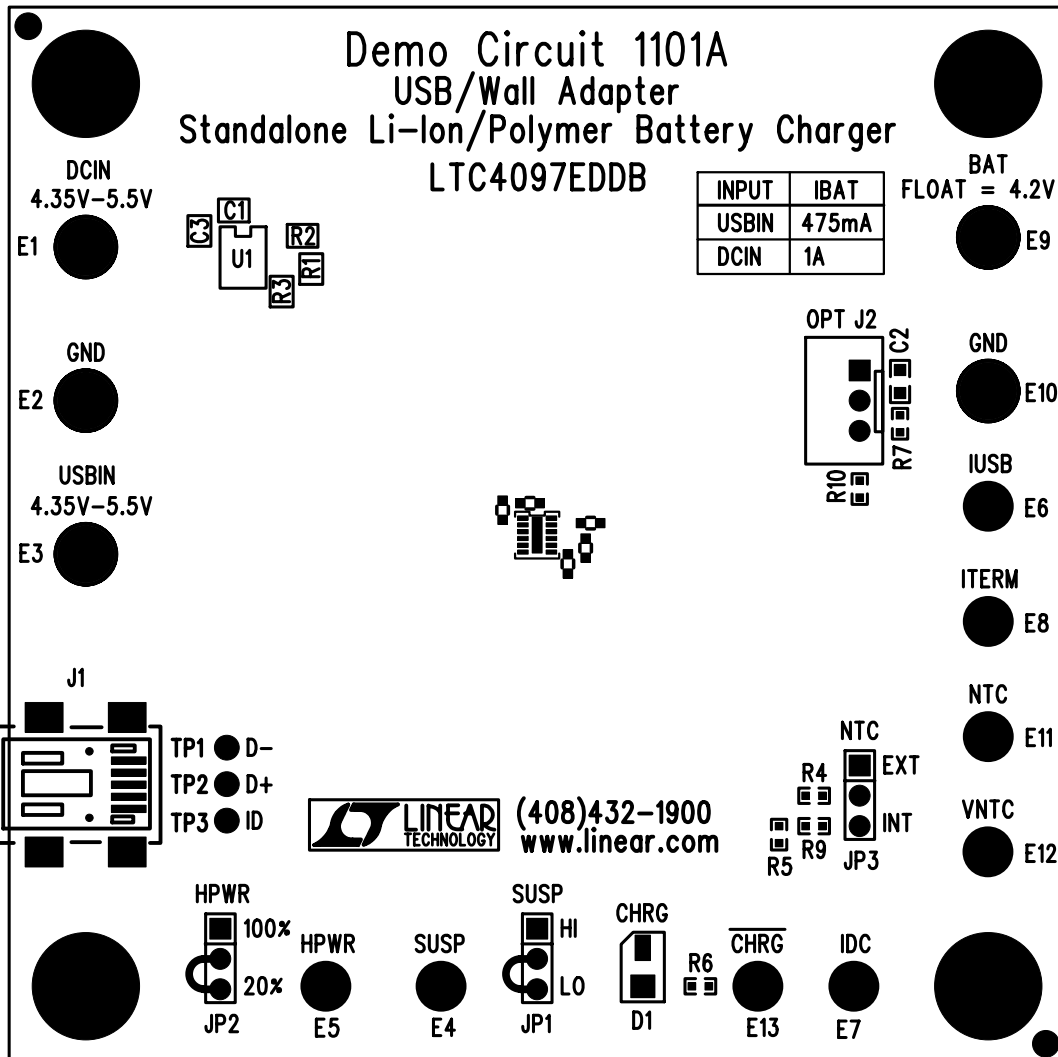 Demo Circuit 1101A
USB/Wall Adapter
Standalone Li-Ion/Polymer Battery Charger
LTC4097EDDB
DCIN
4.35V-5.5V
E1
C3
C1
U1
R2
R1
R3
INPUT IBAT
USBIN 475mA
DCIN 1A
BAT
FLOAT = 4.2V
E9
GND
E2
OPT J2
C2
R7
R10
GND
E10
USBIN
4.35V-5.5V
E3
IUSB
E6
ITERM
E8
J1
TP1 D-
TP2 D+
TP3 ID
LINEAR
TECHNOLOGY
(408)432-1900
www.linear.com
NTC
EXT
INT
JP3
R4
R5
R9
NTC
E11
VNTC
E12
HPWR
100%
20%
JP2
HPWR
E5
SUSP
E4
SUSP
HI
LO
JP1
CHRG
D1
R6
CHRG
E13
IDC
E7